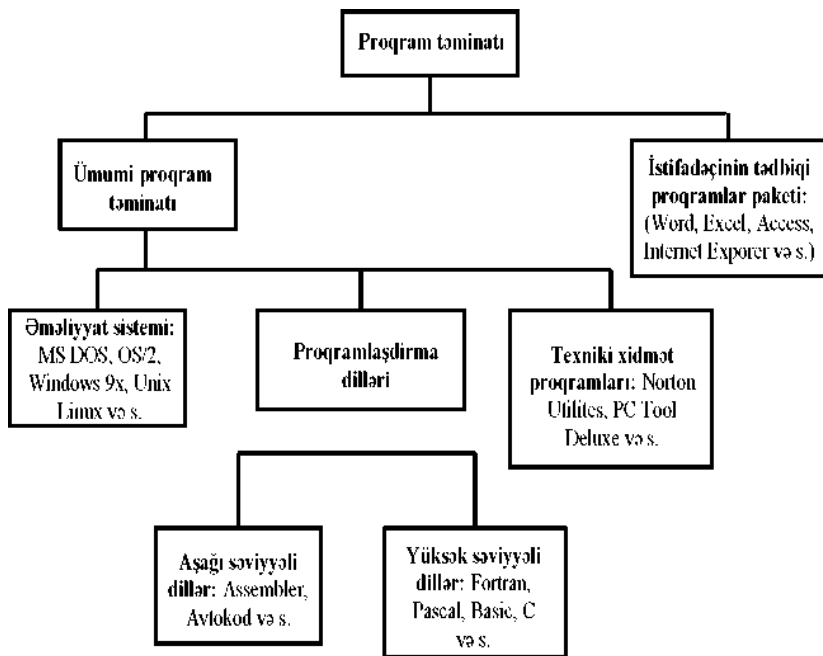 Proqram təminatı
Ümumi proqram
təminatı
İstifadəçinin tədbiqi
proqramlar paketi:
(Word, Excel, Access,
Internet Exporer və s.)
Əməliyyat sistemi:
MS DOS, OS/2,
Windows 9x, Unix
Linux və s.
Proqramlaşdırma
dilləri
Texniki xidmət
proqramları: Norton
Utilites, PC Tool
Deluxe və s.
Aşağı səviyyəli
dillər: Assembler,
Avtokod və s.
Yüksək səviyyəli
dillər: Fortran,
Pascal, Basic, C
və s.